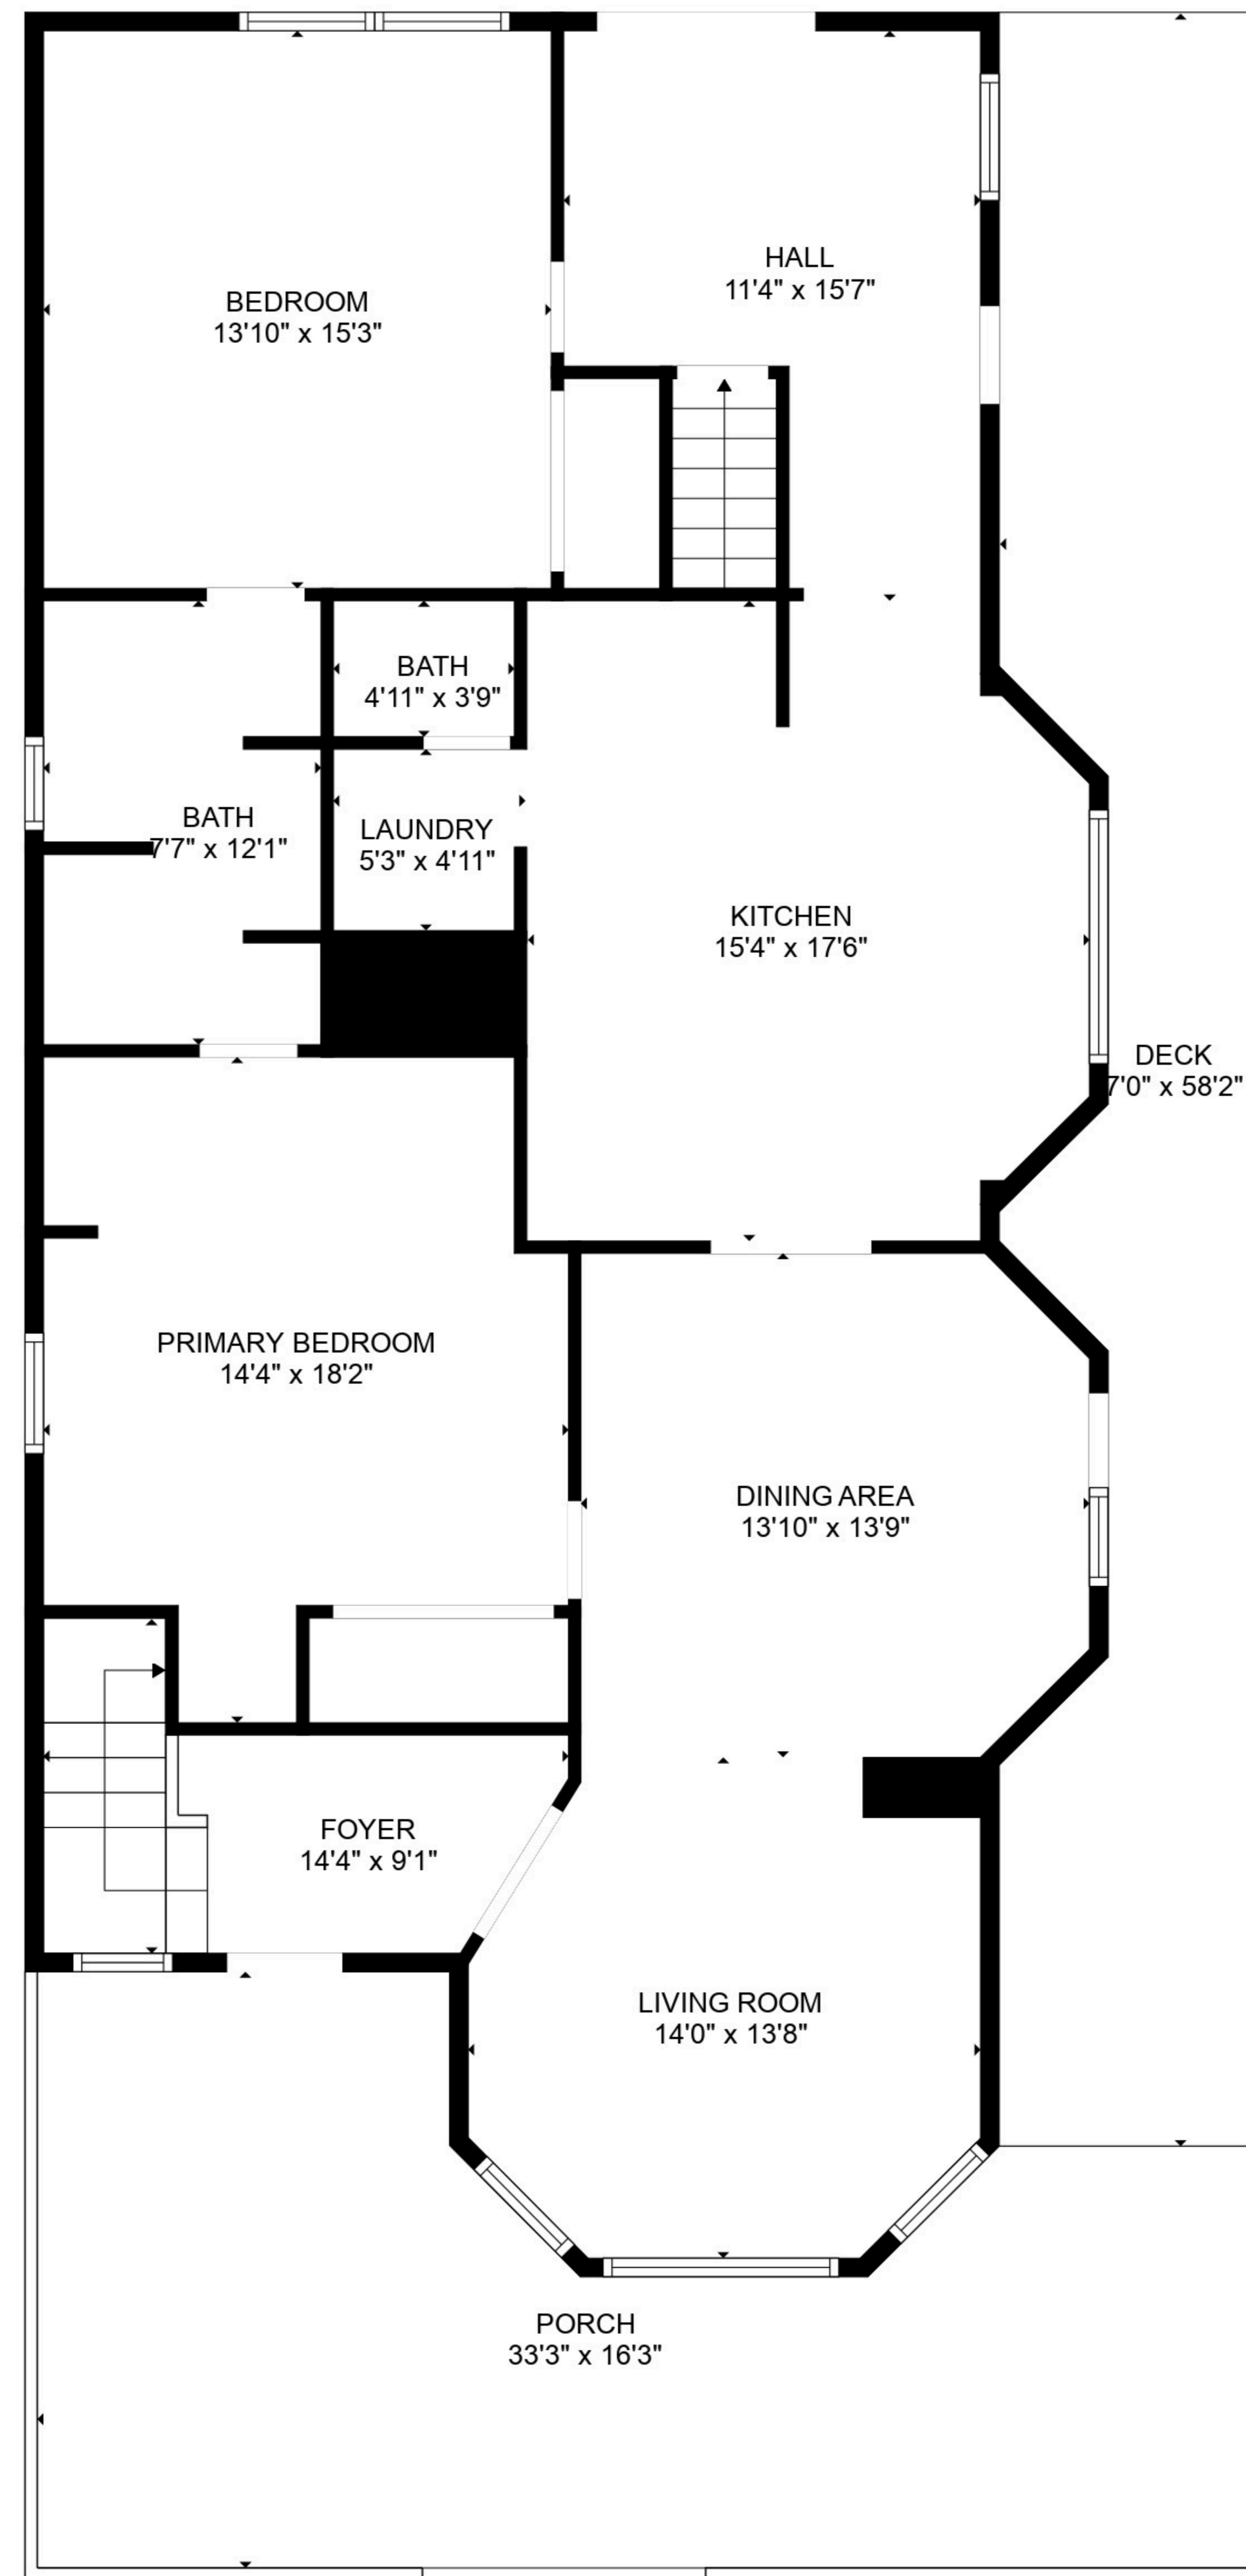 HALL
11'4" x 15'7"
BEDROOM
13'10" x 15'3"
BATH
4'11" x 3'9"
BATH
7'7" x 12'1"
LAUNDRY
5'3" x 4'11"
KITCHEN
15'4" x 17'6"
DECK
7'0" x 58'2"
PRIMARY BEDROOM
14'4" x 18'2"
DINING AREA
13'10" x 13'9"
FOYER
14'4" x 9'1"
LIVING ROOM
14'0" x 13'8"
PORCH
33'3" x 16'3"